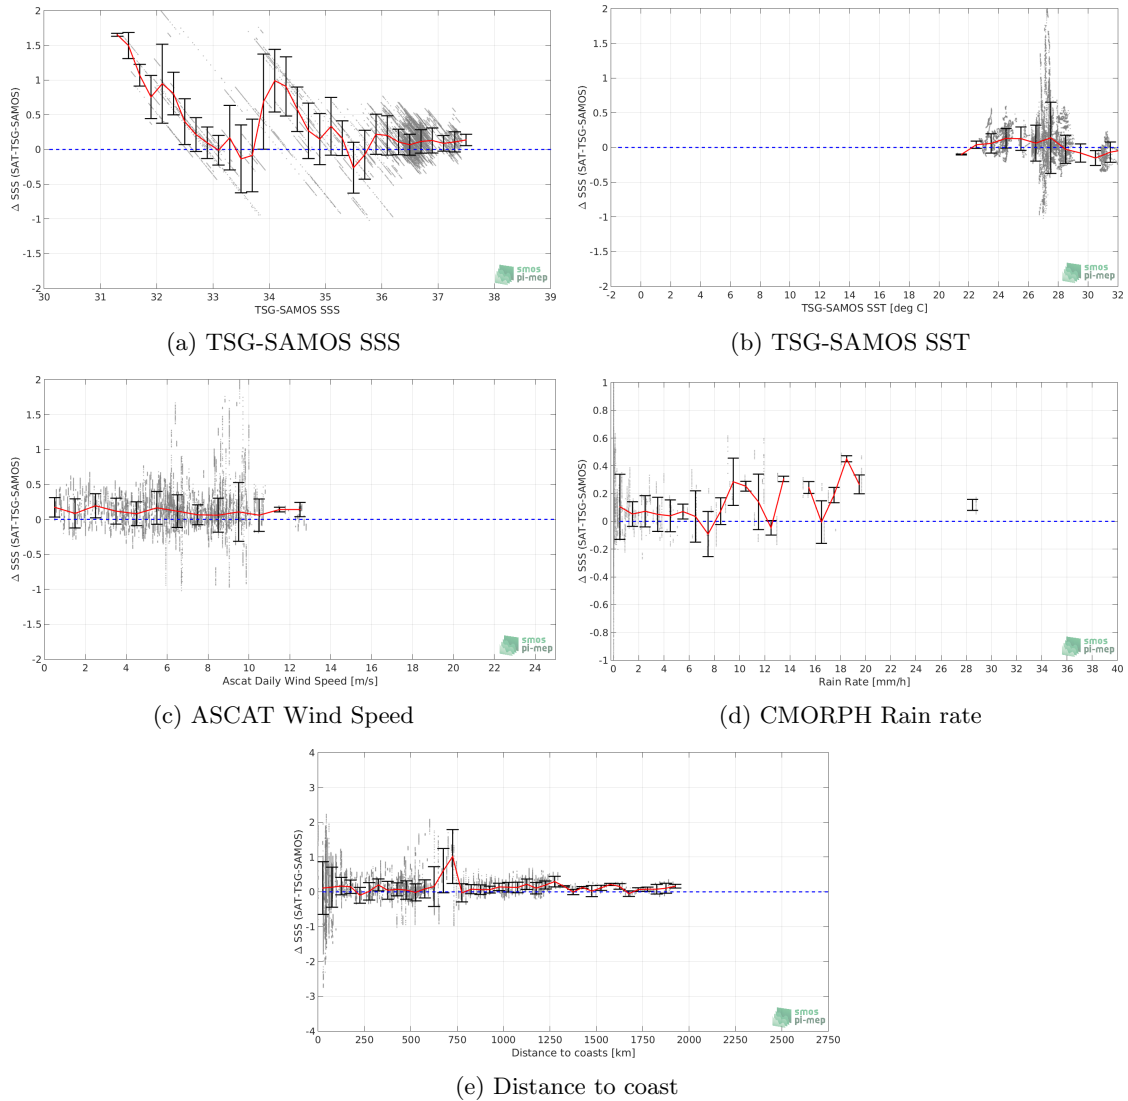 2
1.5
1
0.5
0
-0.5
-1
-1.5
-2
Δ SSS (SAT-TSG-SAMOS)
30 31 32 33 34 35 36 37 38 39
TSG-SAMOS SSS
smos
pi-mep
(a) TSG-SAMOS SSS
2
1.5
1
0.5
0
-0.5
-1
-1.5
-2
Δ SSS (SAT-TSG-SAMOS)
-2 0 2 4 6 8 10 12 14 16 18 20 22 24 26 28 30 32
TSG-SAMOS SST [deg C]
smos
pi-mep
(b) TSG-SAMOS SST
2
1.5
1
0.5
0
-0.5
-1
-1.5
-2
Δ SSS (SAT-TSG-SAMOS)
0 2 4 6 8 10 12 14 16 18 20 22 24
Ascat Daily Wind Speed [m/s]
smos
pi-mep
(c) ASCAT Wind Speed
1
0.8
0.6
0.4
0.2
0
-0.2
-0.4
-0.6
-0.8
-1
Δ SSS (SAT-TSG-SAMOS)
0 2 4 6 8 10 12 14 16 18 20 22 24 26 28 30 32 34 36 38 40
Rain Rate [mm/h]
smos
pi-mep
(d) CMORPH Rain rate
4
3
2
1
0
-1
-2
-3
-4
Δ SSS (SAT-TSG-SAMOS)
0 250 500 750 1000 1250 1500 1750 2000 2250 2500 2750
Distance to coasts [km]
smos
pi-mep
(e) Distance to coast